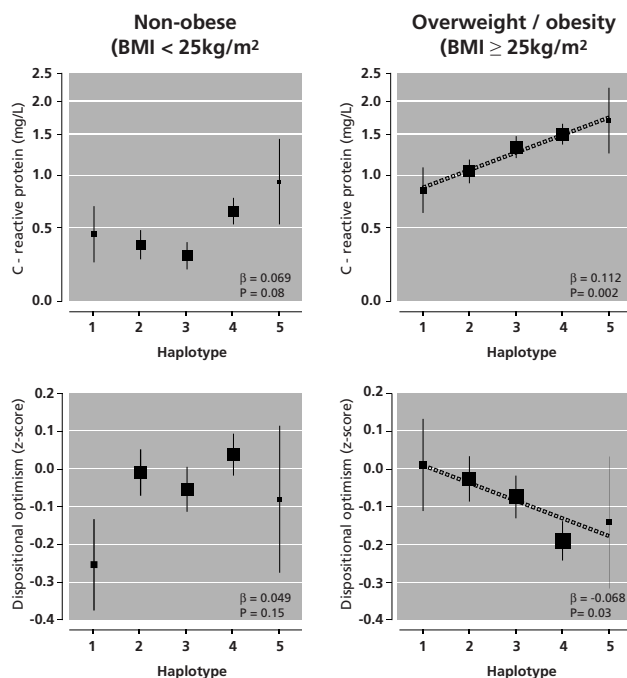 Non-obese
(BMI < 25kg/m2
Overweight / obesity
(BMI ≥ 25kg/m2
C - reactive protein (mg/L)
2.5
2.0
1.5
1.0
0.5
0.0
β = 0.069
P = 0.08
1 2 3 4 5
Haplotype
C - reactive protein (mg/L)
2.5
2.0
1.5
1.0
0.5
0.0
β = 0.112
P= 0.002
1 2 3 4 5
Haplotype
Dispositional optimism (z-score)
0.2
0.1
0.0
-0.1
-0.2
-0.3
-0.4
β = 0.049
P = 0.15
1 2 3 4 5
Haplotype
Dispositional optimism (z-score)
0.2
0.1
0.0
-0.1
-0.2
-0.3
-0.4
β = -0.068
P= 0.03
1 2 3 4 5
Haplotype